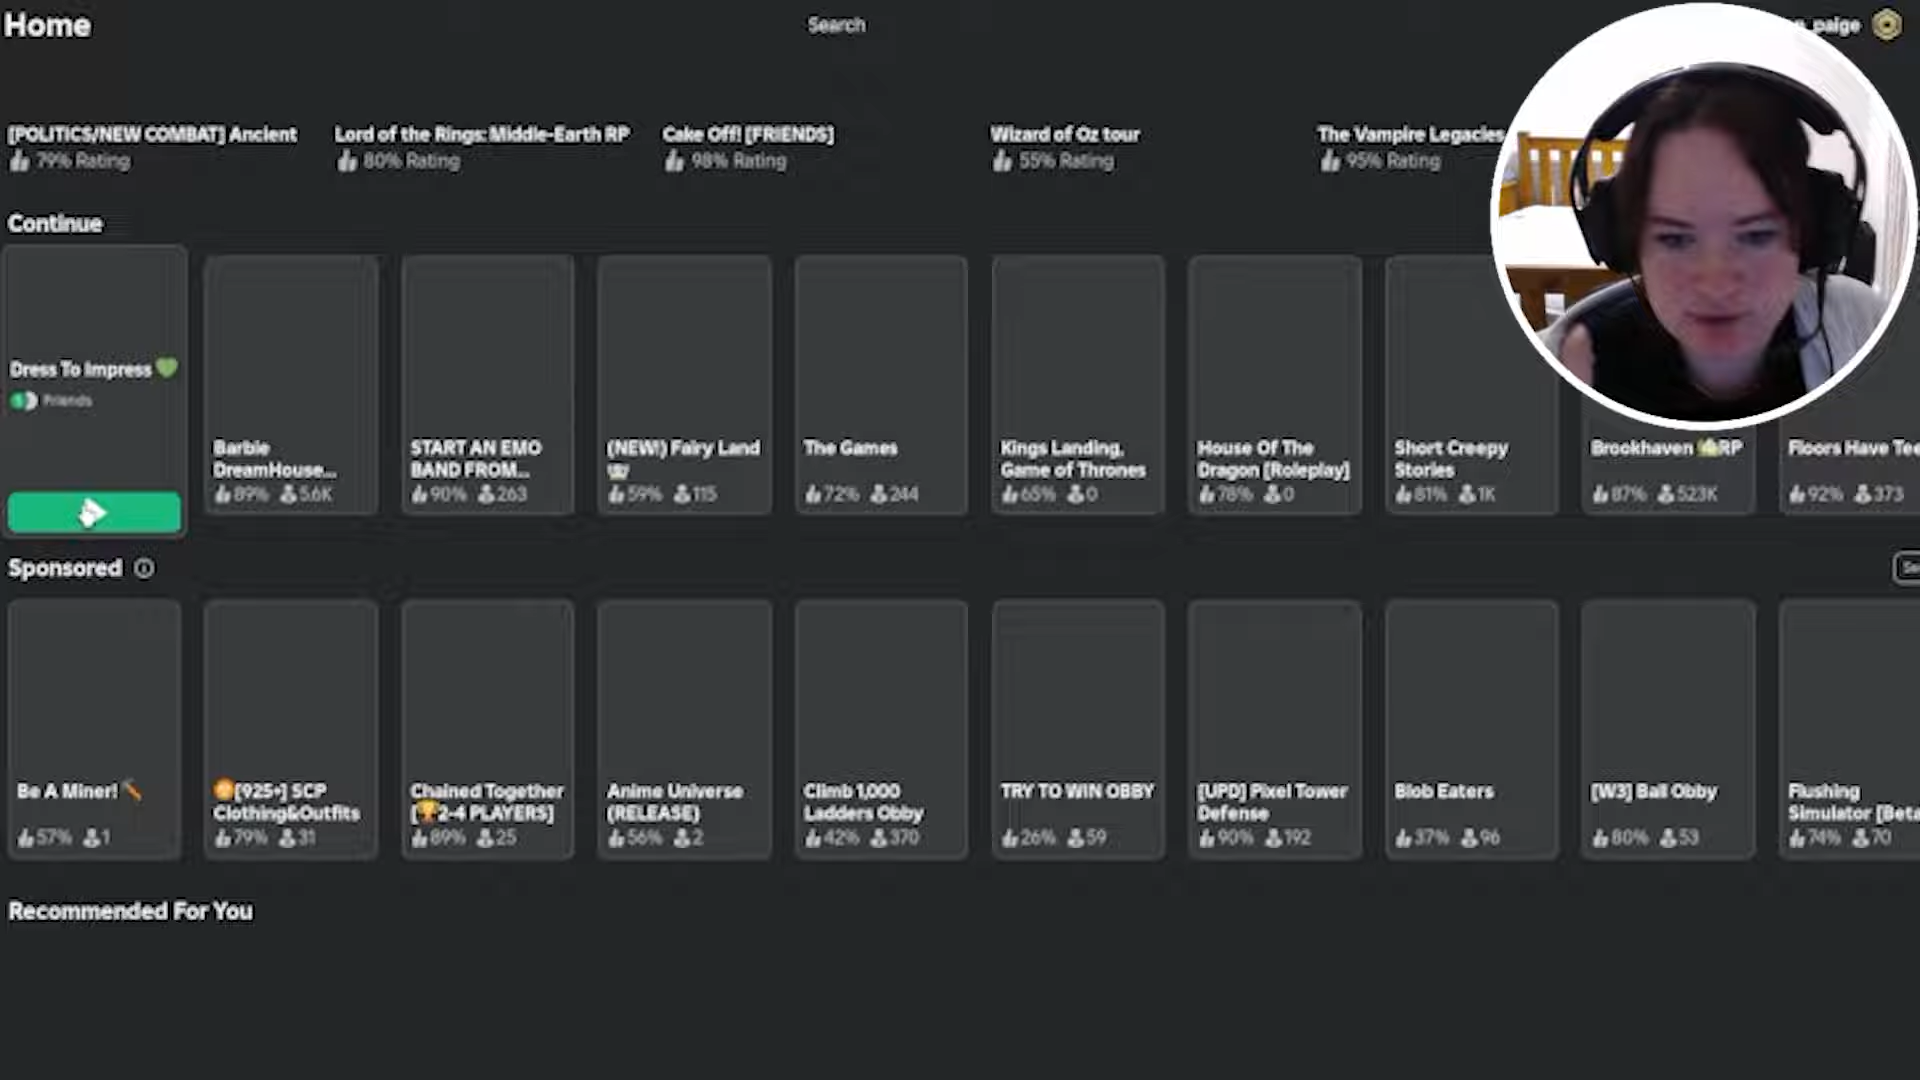 Home
Search
paige
[POLITICS/NEW COMBAT] Ancient
79% Rating
Lord of the Rings: Middle-Earth RP
80% Rating
Cake Off! [FRIENDS]
98% Rating
Wizard of Oz tour
55% Rating
The Vampire Legacies
95% Rating
Continue
Dress To Impress
Friends
Barbie
DreamHouse...
89% 5.6K
START AN EMO
BAND FROM...
90% 263
(NEW!) Fairy Land
59% 115
The Games
72% 244
Kings Landing,
Game of Thrones
65% 0
House Of The
Dragon [Roleplay]
78% 0
Short Creepy
Stories
81% 1K
Brookhaven RP
87% 523K
Floors Have Tee
92% 373
Sponsored
Se
Be A Miner!
57% 1
[925+] SCP
Clothing&Outfits
79% 31
Chained Together
[2-4 PLAYERS]
89% 25
Anime Universe
(RELEASE)
56% 2
Climb 1,000
Ladders Obby
42% 370
TRY TO WIN OBBY
26% 59
[UPD] Pixel Tower
Defense
90% 192
Blob Eaters
37% 96
[W3] Ball Obby
80% 53
Flushing
Simulator [Beta
74% 70
Recommended For You